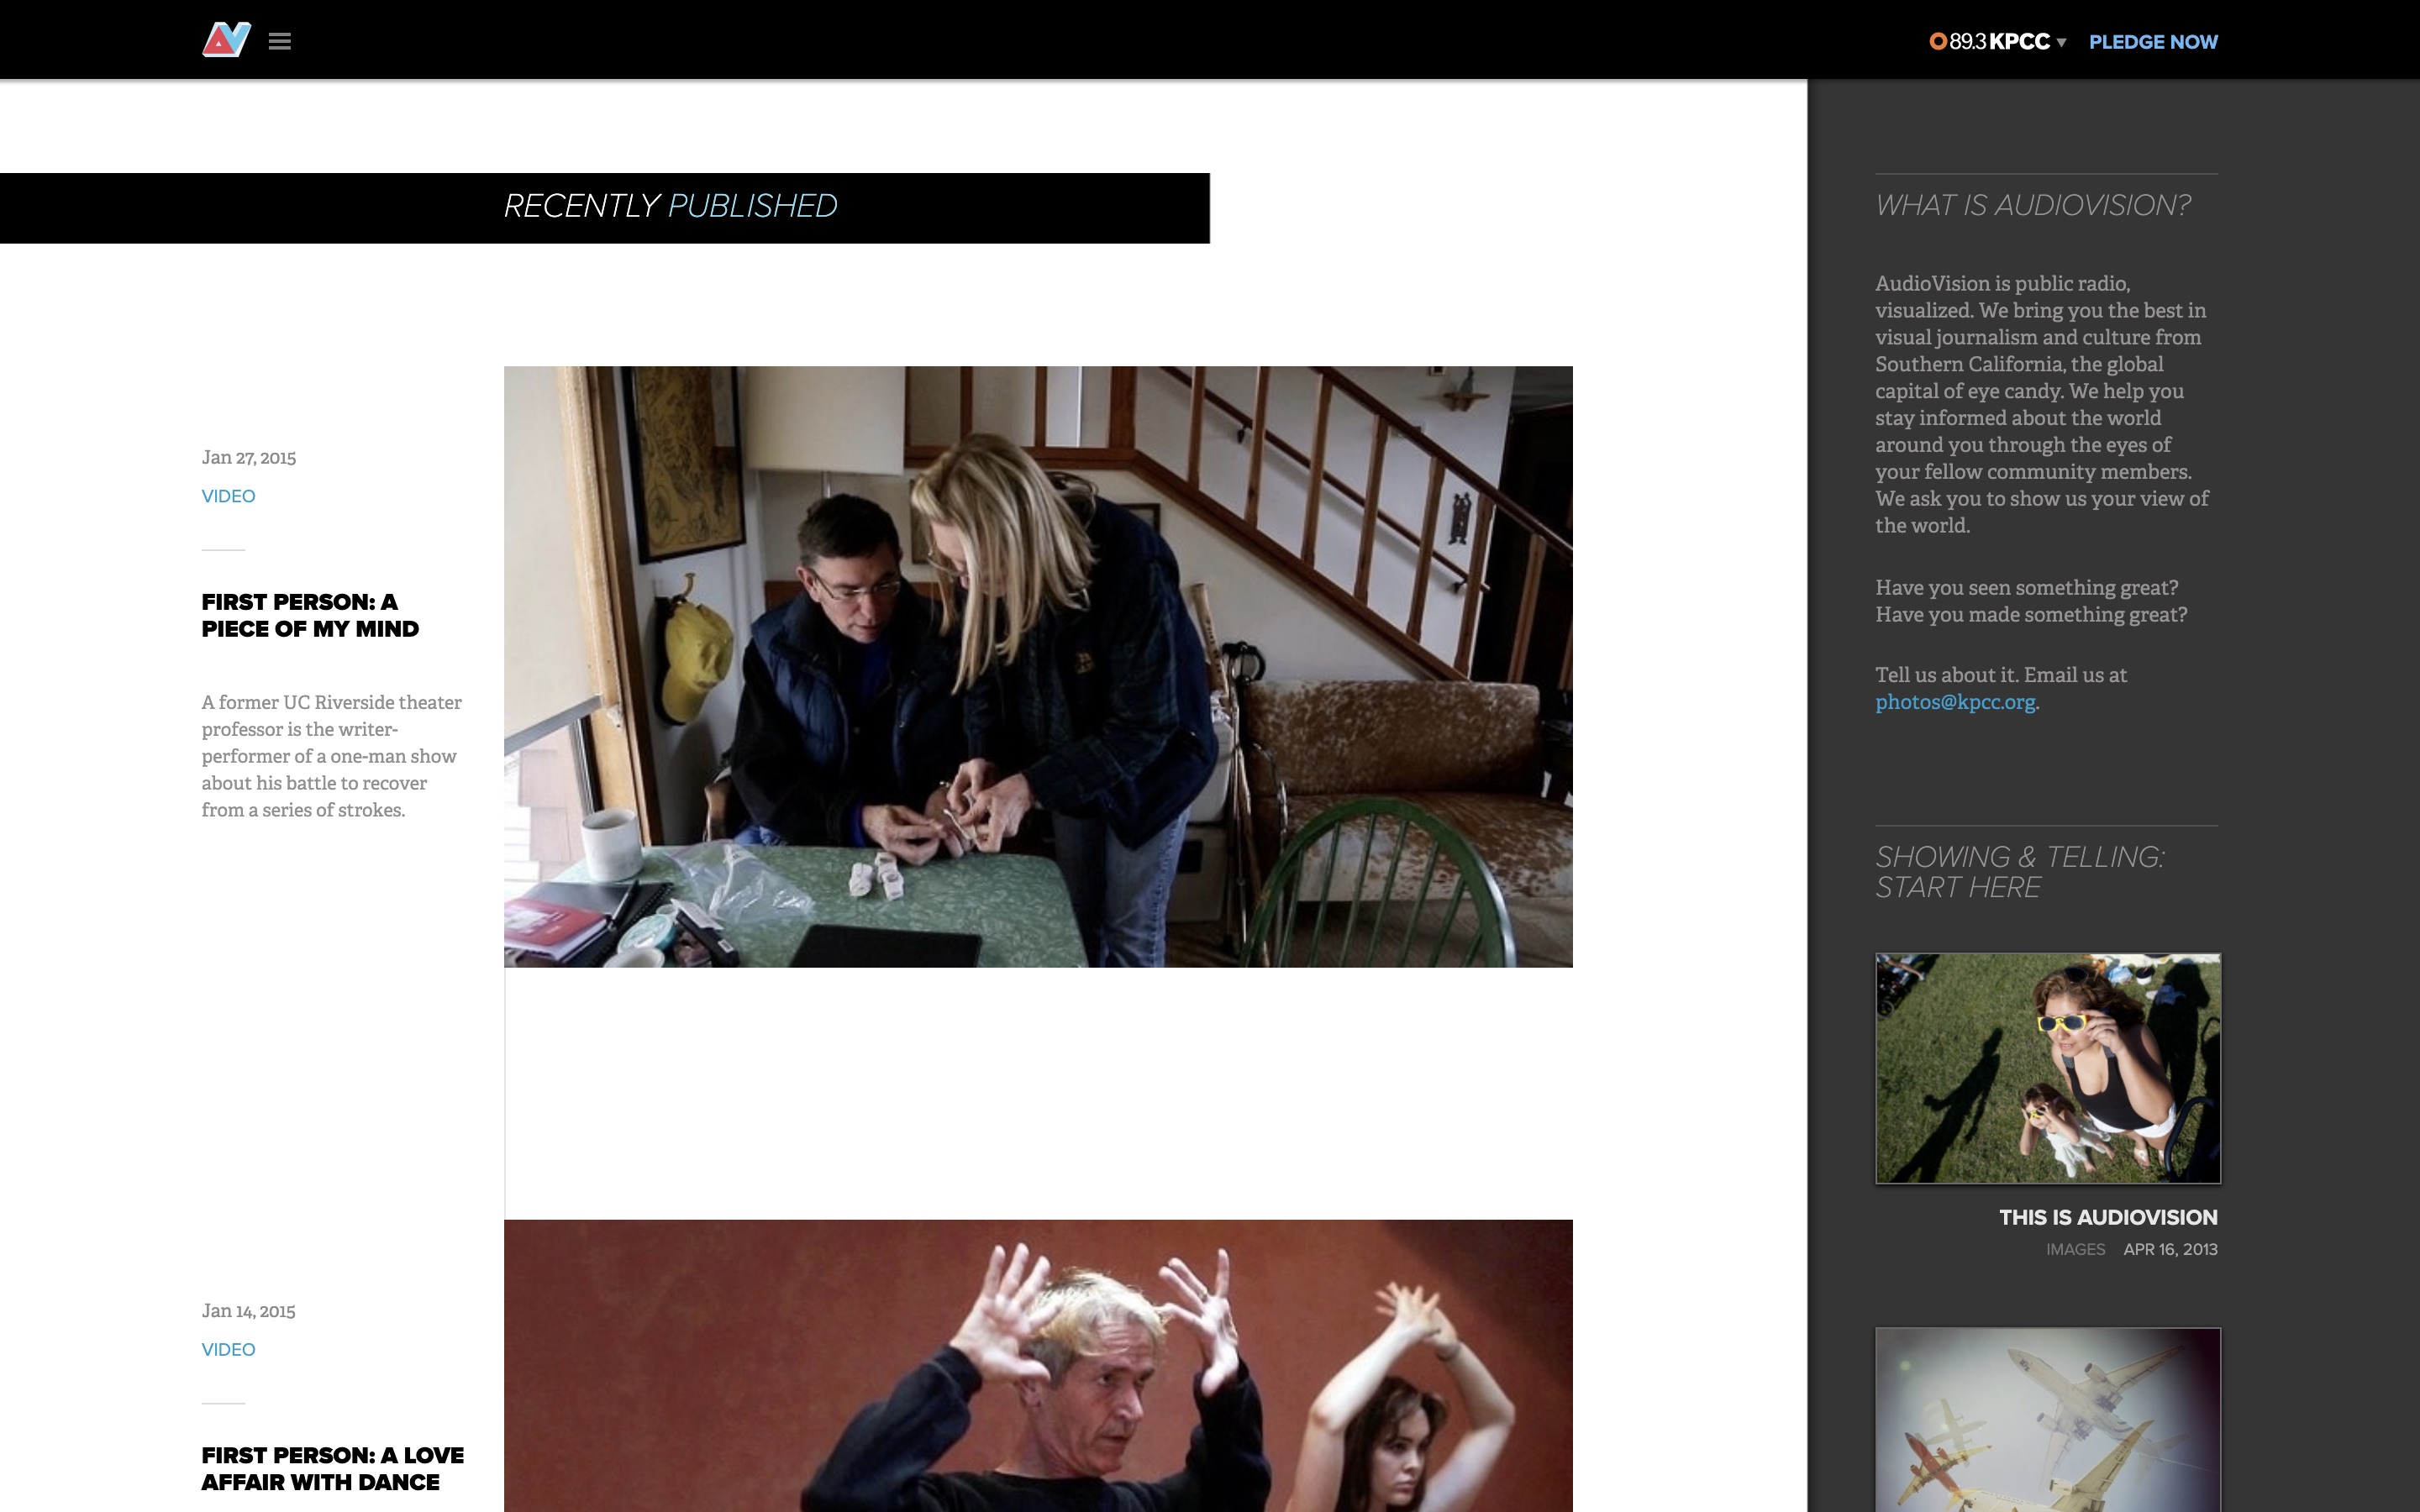 AV
89.3 KPCC ▼ PLEDGE NOW
RECENTLY PUBLISHED
Jan 27, 2015
VIDEO
FIRST PERSON: A
PIECE OF MY MIND
A former UC Riverside theater
professor is the writer-
performer of a one-man show
about his battle to recover
from a series of strokes.
Jan 14, 2015
VIDEO
FIRST PERSON: A LOVE
AFFAIR WITH DANCE
WHAT IS AUDIOVISION?
AudioVision is public radio,
visualized. We bring you the best in
visual journalism and culture from
Southern California, the global
capital of eye candy. We help you
stay informed about the world
around you through the eyes of
your fellow community members.
We ask you to show us your view of
the world.
Have you seen something great?
Have you made something great?
Tell us about it. Email us at
photos@kpcc.org.
SHOWING & TELLING:
START HERE
THIS IS AUDIOVISION
IMAGES APR 16, 2013